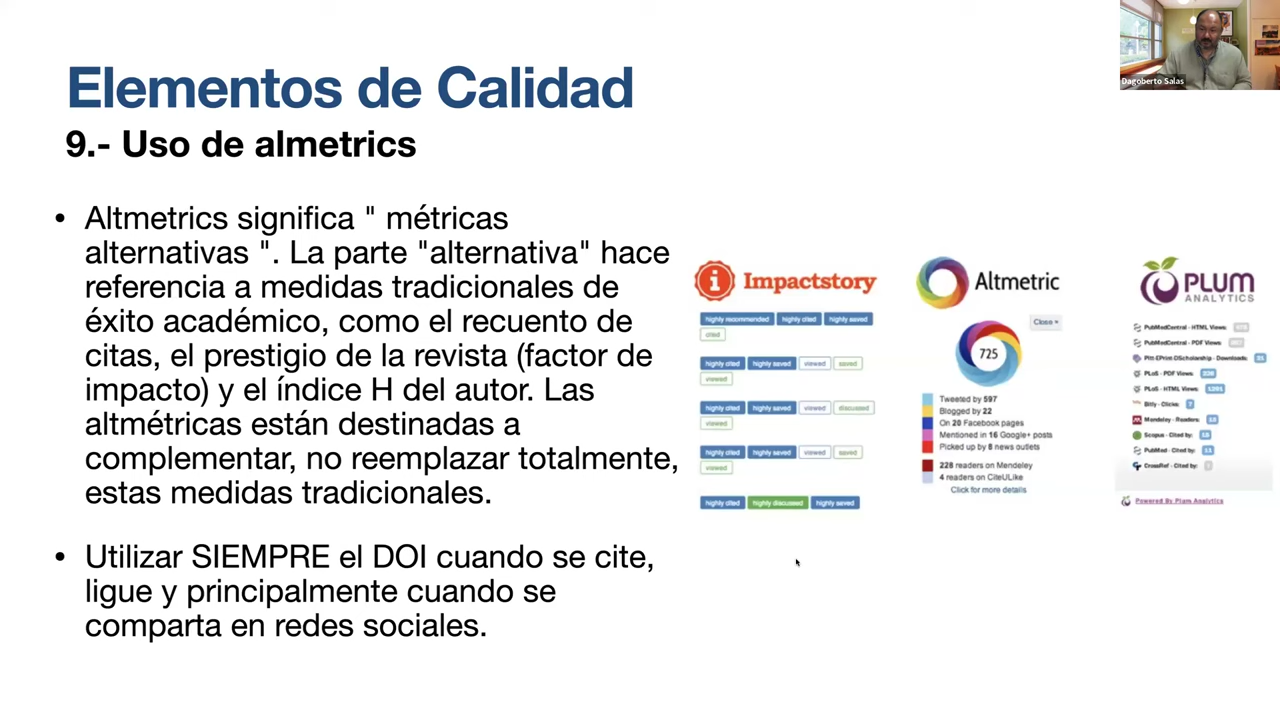 Elementos de Calidad
9.- Uso de almetrics
• Altmetrics significa " métricas
alternativas ". La parte "alternativa" hace
referencia a medidas tradicionales de
éxito académico, como el recuento de
citas, el prestigio de la revista (factor de
impacto) y el índice H del autor. Las
altmétricas están destinadas a
complementar, no reemplazar totalmente,
estas medidas tradicionales.
• Utilizar SIEMPRE el DOI cuando se cite,
ligue y principalmente cuando se
comparta en redes sociales.
Impactstory
highly recommended highly cited highly saved
cited
highly cited highly saved viewed saved
viewed
highly cited highly saved viewed discussed
viewed
highly cited highly saved viewed saved
viewed
highly cited highly discussed highly saved
Altmetric
Close
725
Tweeted by 597
Blogged by 22
On 20 Facebook pages
Mentioned in 16 Google+ posts
Picked up by 8 news outlets
228 readers on Mendeley
4 readers on CiteULike
Click for more details
PLUM
ANALYTICS
PubMedCentral - HTML Views:
PubMedCentral - PDF Views:
Pitt EPrint DScholarship - Downloads:
PLoS - PDF Views:
PLoS - HTML Views:
Bitly - Clicks:
Mendeley - Readers:
Scopus - Cited by:
PubMed - Cited by:
CrossRef - Cited by:
Powered By Plum Analytics
Dagoberto Salas